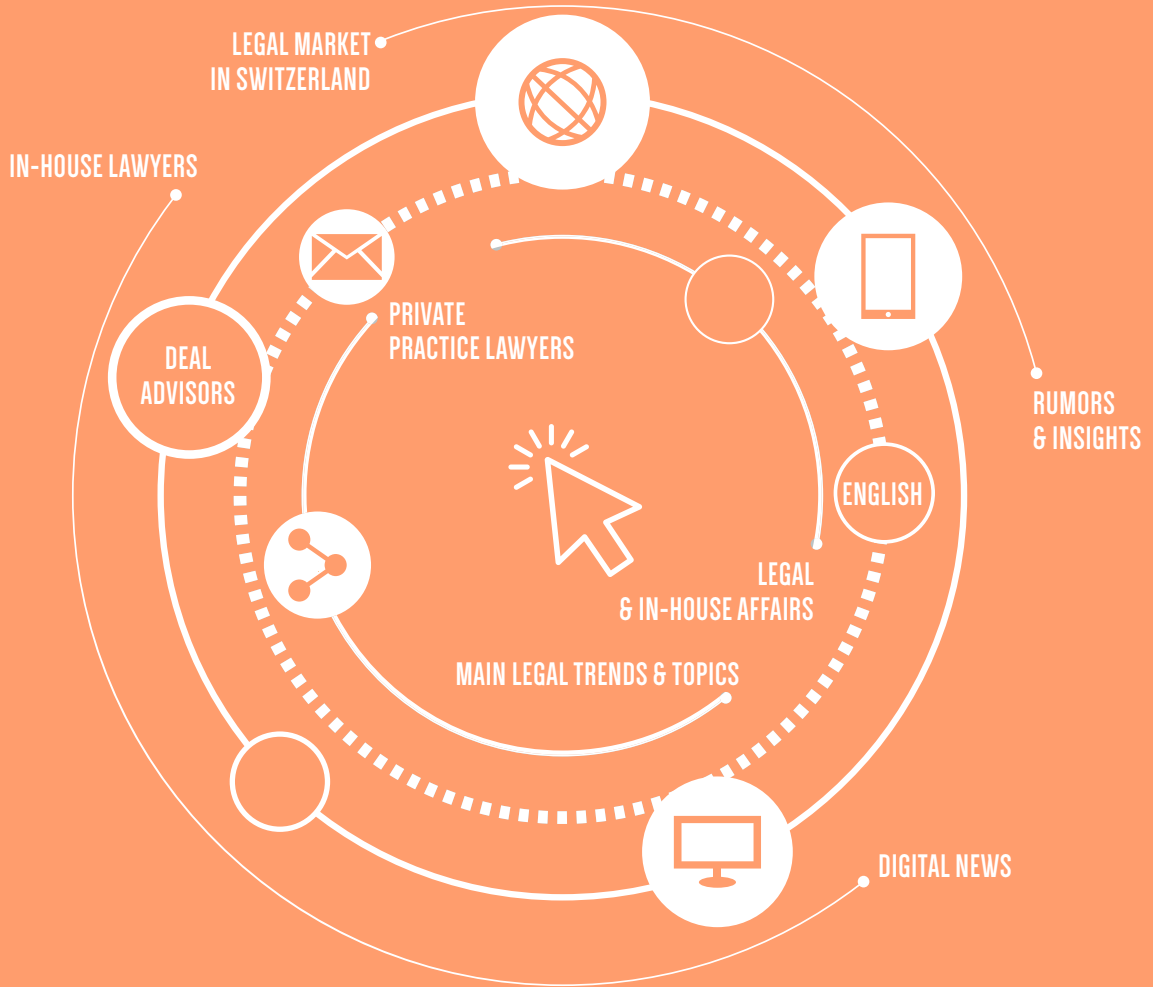 LEGAL MARKET
IN SWITZERLAND
IN-HOUSE LAWYERS
PRIVATE
PRACTICE LAWYERS
DEAL
ADVISORS
RUMORS
& INSIGHTS
ENGLISH
LEGAL
& IN-HOUSE AFFAIRS
MAIN LEGAL TRENDS & TOPICS
DIGITAL NEWS